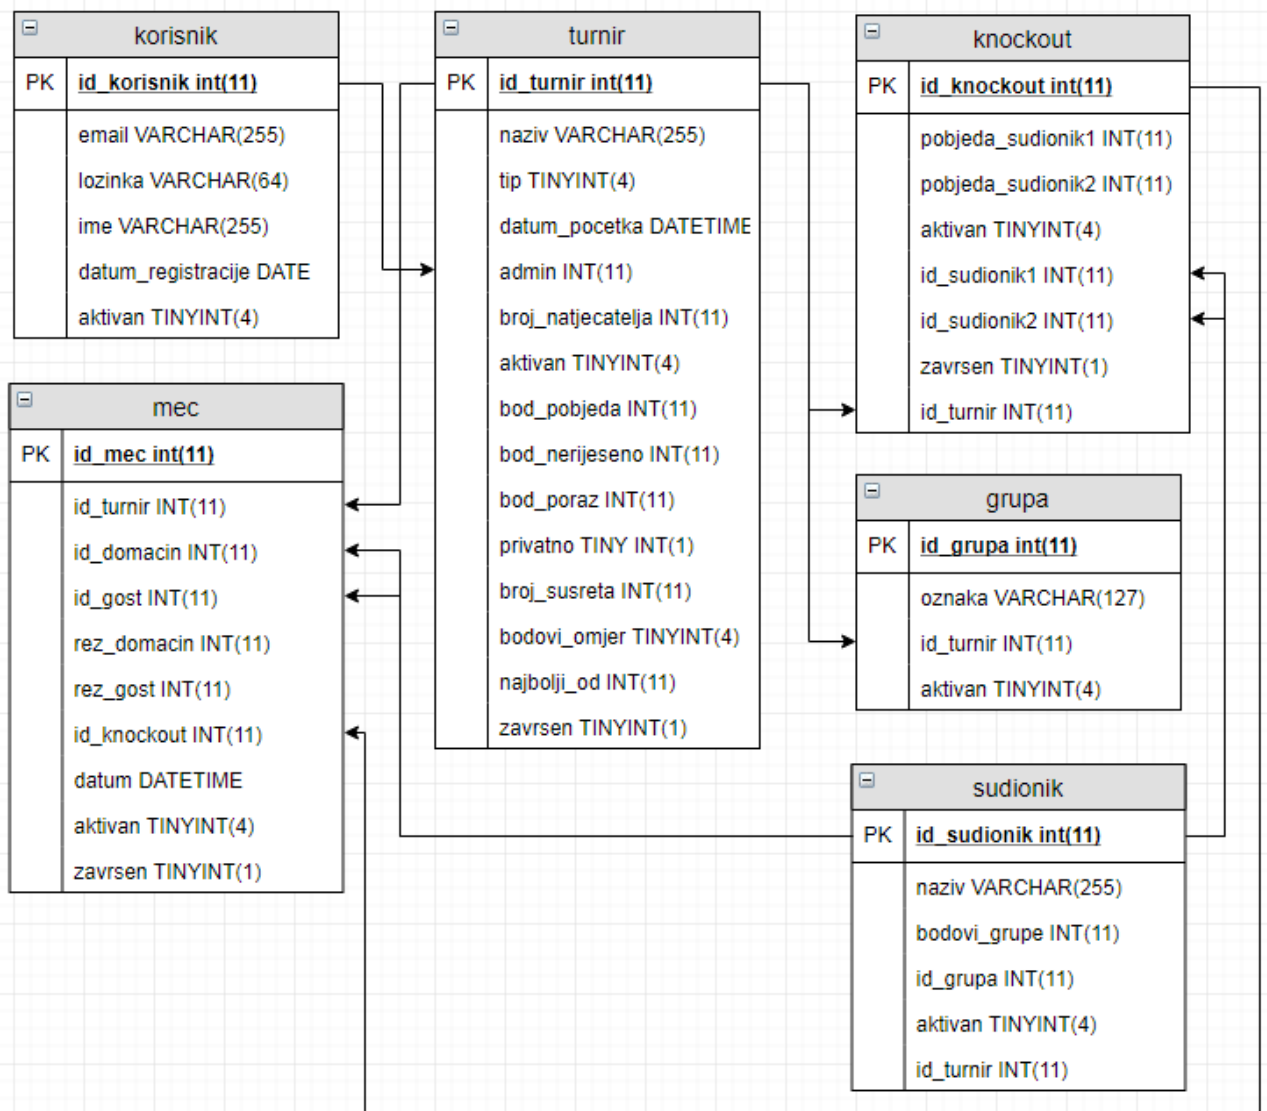 korisnik
PK id_korisnik int(11)
email VARCHAR(255)
lozinka VARCHAR(64)
ime VARCHAR(255)
datum_registracije DATE
aktivan TINYINT(4)
turnir
PK id_turnir int(11)
naziv VARCHAR(255)
tip TINYINT(4)
datum_pocetka DATETIME
admin INT(11)
broj_natjecatelja INT(11)
aktivan TINYINT(4)
bod_pobjeda INT(11)
bod_nerijeseno INT(11)
bod_poraz INT(11)
privatno TINY INT(1)
broj_susreta INT(11)
bodovi_omjer TINYINT(4)
najbolji_od INT(11)
zavrsen TINYINT(1)
knockout
PK id_knockout int(11)
pobjeda_sudionik1 INT(11)
pobjeda_sudionik2 INT(11)
aktivan TINYINT(4)
id_sudionik1 INT(11)
id_sudionik2 INT(11)
zavrsen TINYINT(1)
id_turnir INT(11)
mec
PK id_mec int(11)
id_turnir INT(11)
id_domacin INT(11)
id_gost INT(11)
rez_domacin INT(11)
rez_gost INT(11)
id_knockout INT(11)
datum DATETIME
aktivan TINYINT(4)
zavrsen TINYINT(1)
grupa
PK id_grupa int(11)
oznaka VARCHAR(127)
id_turnir INT(11)
aktivan TINYINT(4)
sudionik
PK id_sudionik int(11)
naziv VARCHAR(255)
bodovi_grupe INT(11)
id_grupa INT(11)
aktivan TINYINT(4)
id_turnir INT(11)